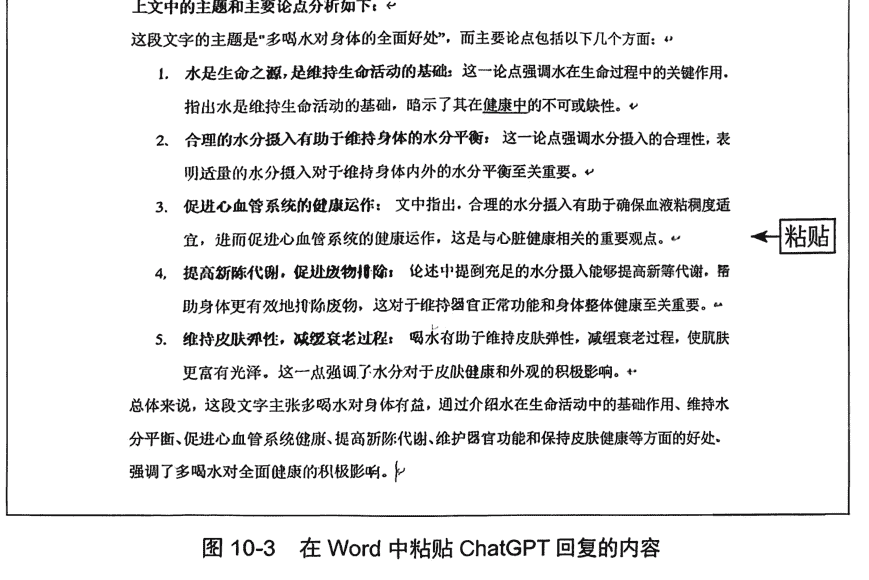 上文中的主题和主要论点分析如下：
这段文字的主题是“多喝水对身体的全面好处”，而主要论点包括以下几个方面：
1. 水是生命之源，是维持生命活动的基础：这一论点强调水在生命过程中的关键作用，
指出水是维持生命活动的基础，暗示了其在健康中的不可或缺性。
2、合理的水分摄入有助于维持身体的水分平衡：这一论点强调水分摄入的合理性，表
明适量的水分摄入对于维持身体内外的水分平衡至关重要。
3. 促进心血管系统的健康运作：文中指出，合理的水分摄入有助于确保血液粘稠度适
宜，进而促进心血管系统的健康运作，这是与心脏健康相关的重要观点。
粘贴
4, 提高新陈代谢，促进废物排除：论述中提到充足的水分摄入能够提高新等代谢，帮
助身体更有效地排除废物，这对于维持器官正常功能和身体整体健康至关重要。
5. 维持皮肤弹性，减缓衰老过程：喝水有助于维持皮肤弹性，减缓衰老过程，使肌肤
更富有光泽。这一点强调了水分对于皮肤健康和外观的积极影响。
总体来说，这段文字主张多喝水对身体有益，通过介绍水在生命活动中的基础作用、维持水
分平衡、促进心血管系统健康、提高新陈代谢、维护器官功能和保持皮肤健康等方面的好处，
强调了多喝水对全面健康的积极影响。
图 10-3 在 Word 中粘贴 ChatGPT 回复的内容